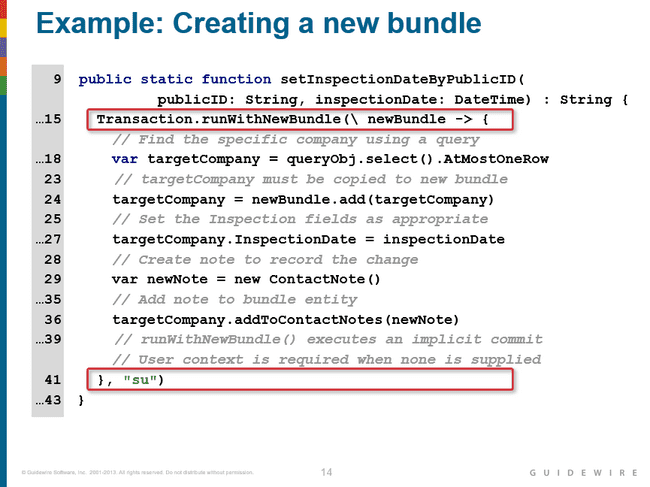 Example: Creating a new bundle
9 public static function setInspectionDateByPublicID(
publicID: String, inspectionDate: DateTime) : String {
…15 Transaction.runWithNewBundle(\ newBundle -> {
// Find the specific company using a query
…18 var targetCompany = queryObj.select().AtMostOneRow
23 // targetCompany must be copied to new bundle
24 targetCompany = newBundle.add(targetCompany)
25 // Set the Inspection fields as appropriate
…27 targetCompany.InspectionDate = inspectionDate
28 // Create note to record the change
29 var newNote = new ContactNote()
…35 // Add note to bundle entity
36 targetCompany.addToContactNotes(newNote)
…39 // runWithNewBundle() executes an implicit commit
// User context is required when none is supplied
41 }, "su")
…43 }
© Guidewire Software, Inc. 2001-2013. All rights reserved. Do not distribute without permission.
14
GUIDEWIRE